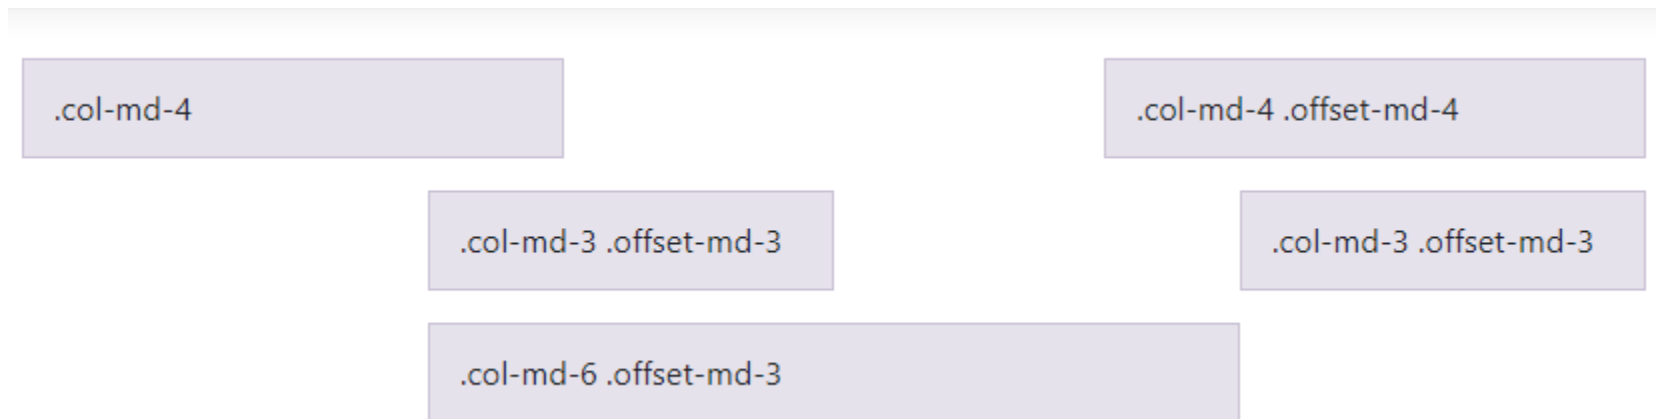 .col-md-4 .col-md-4 .offset-md-4
.col-md-3 .offset-md-3 .col-md-3 .offset-md-3
.col-md-6 .offset-md-3